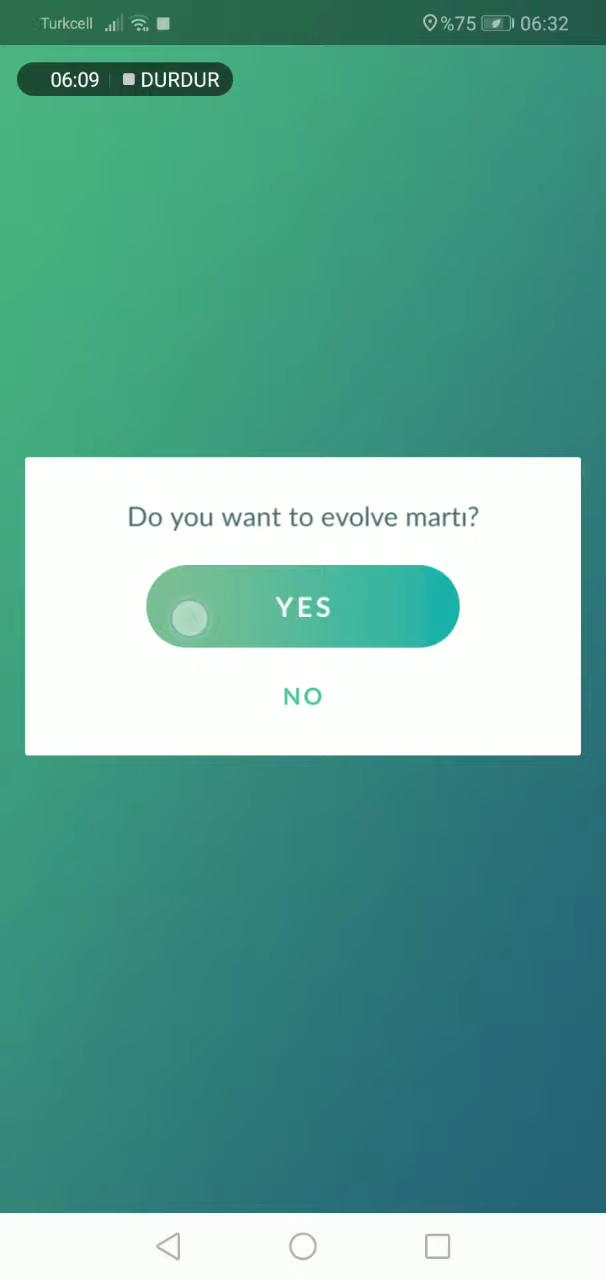 Turkcell %75 06:32
06:09 DURDUR
Do you want to evolve martı?
YES
NO